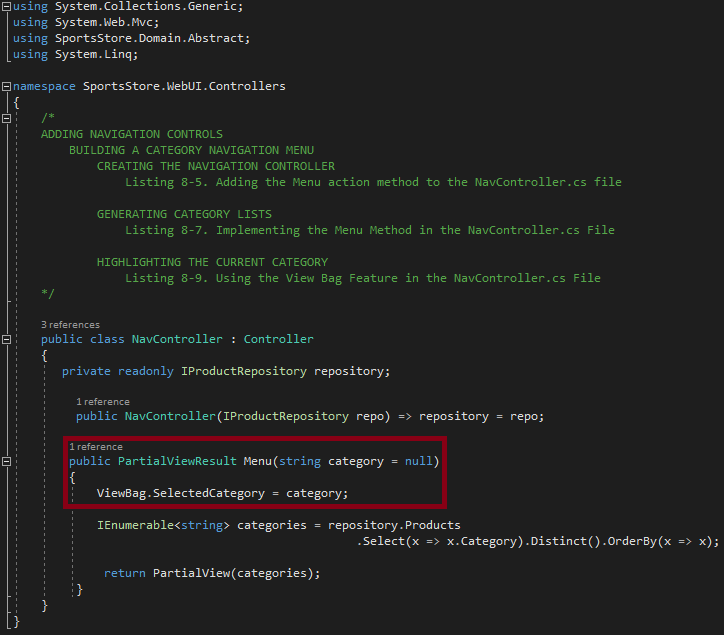 using System.Collections.Generic;
using System.Web.Mvc;
using SportsStore.Domain.Abstract;
using System.Linq;
namespace SportsStore.WebUI.Controllers
{
/*
ADDING NAVIGATION CONTROLS
BUILDING A CATEGORY NAVIGATION MENU
CREATING THE NAVIGATION CONTROLLER
Listing 8-5. Adding the Menu action method to the NavController.cs file
GENERATING CATEGORY LISTS
Listing 8-7. Implementing the Menu Method in the NavController.cs File
HIGHLIGHTING THE CURRENT CATEGORY
Listing 8-9. Using the View Bag Feature in the NavController.cs File
*/
3 references
public class NavController : Controller
{
private readonly IProductRepository repository;
1 reference
public NavController(IProductRepository repo) => repository = repo;
1 reference
public PartialViewResult Menu(string category = null)
{
ViewBag.SelectedCategory = category;
IEnumerable<string> categories = repository.Products
.Select(x => x.Category).Distinct().OrderBy(x => x);
return PartialView(categories);
}
}
}